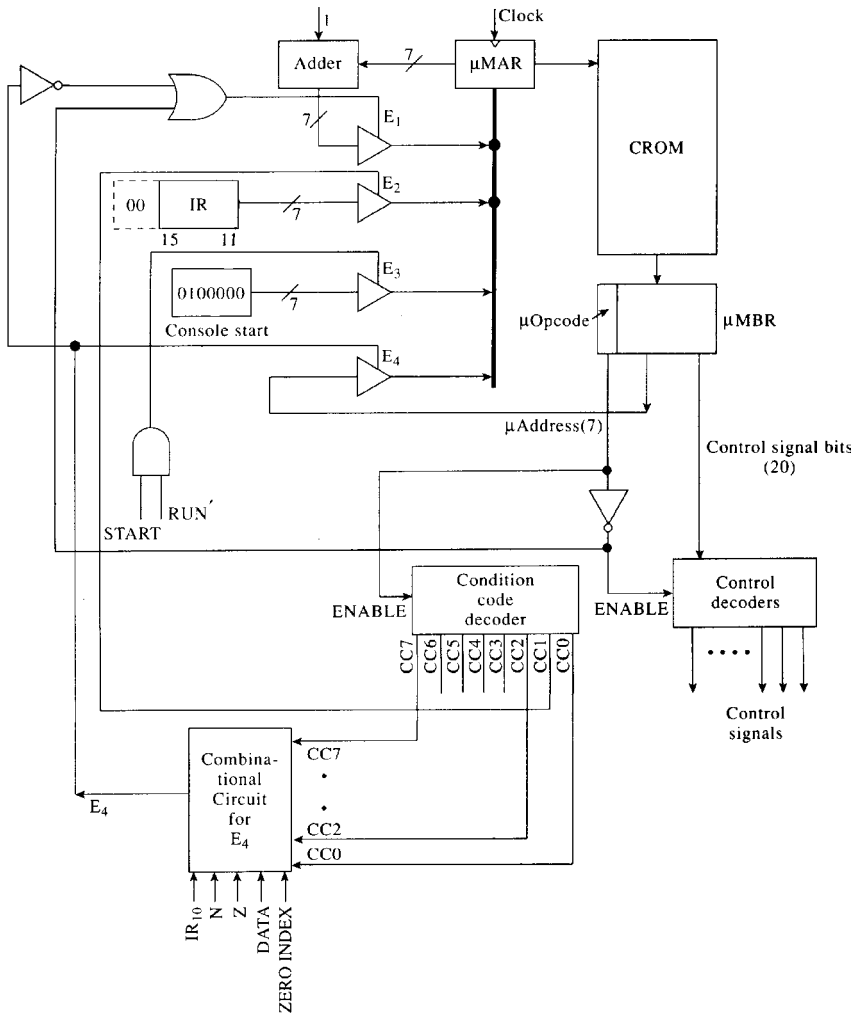 1
Clock
Adder
7
μMAR
CROM
7
E1
E2
00
IR
7
15
11
E3
0100000
7
Console start
μOpcode
μMBR
E4
μAddress(7)
Control signal bits
(20)
START
RUN′
ENABLE
Condition
code
decoder
ENABLE
Control
decoders
CC7
CC6
CC5
CC4
CC3
CC2
CC1
CC0
Control
signals
Combina-
tional
Circuit
for
E4
CC7
E4
CC2
CC0
IR10
N
Z
DATA
ZERO INDEX